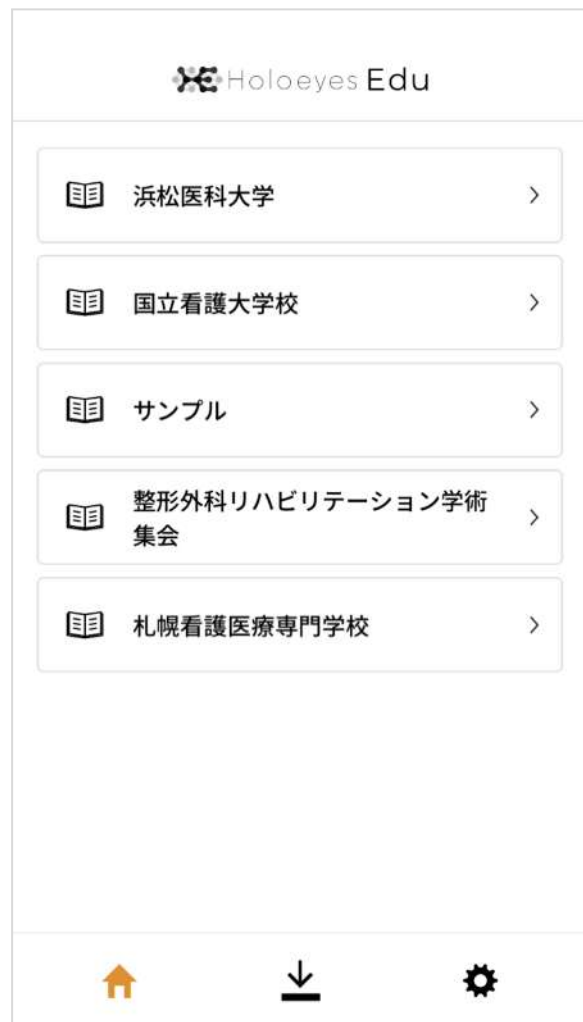 Holoeyes Edu
浜松医科大学
国立看護大学校
サンプル
整形外科リハビリテーション学術
集会
札幌看護医療専門学校